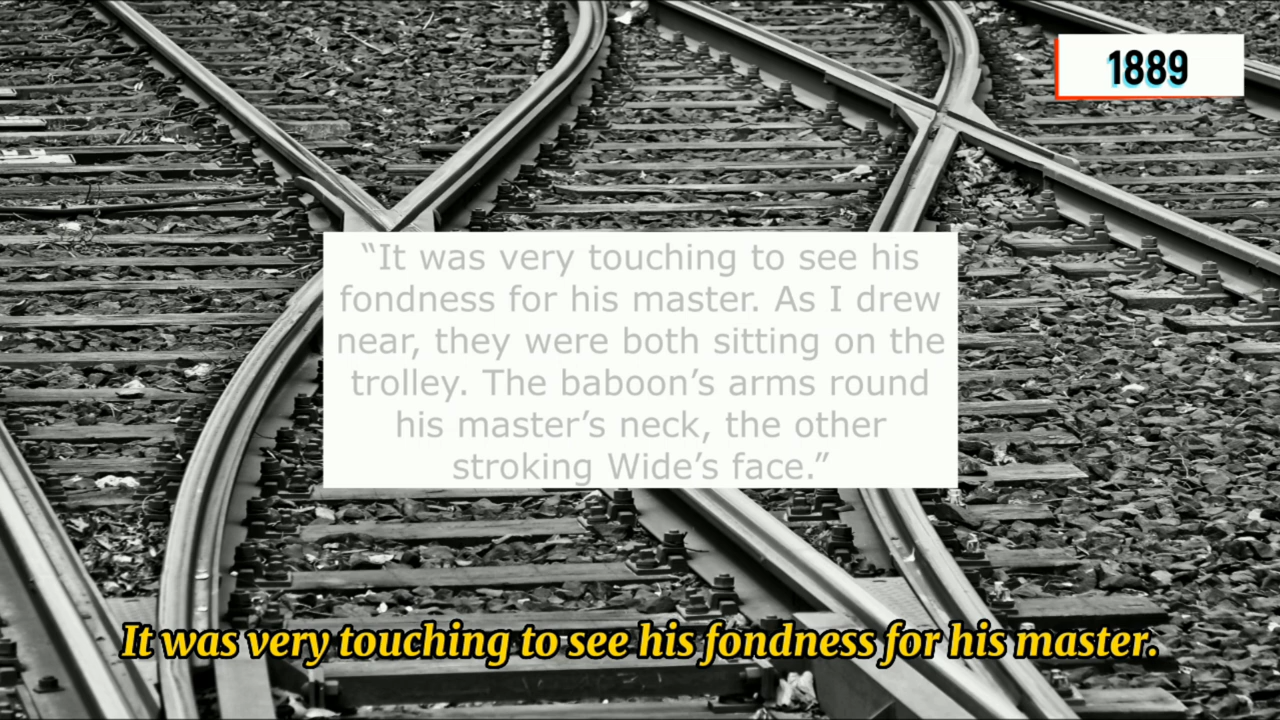 1889
“It was very touching to see his
fondness for his master. As I drew
near, they were both sitting on the
trolley. The baboon’s arms round
his master’s neck, the other
stroking Wide’s face.”
It was very touching to see his fondness for his master.